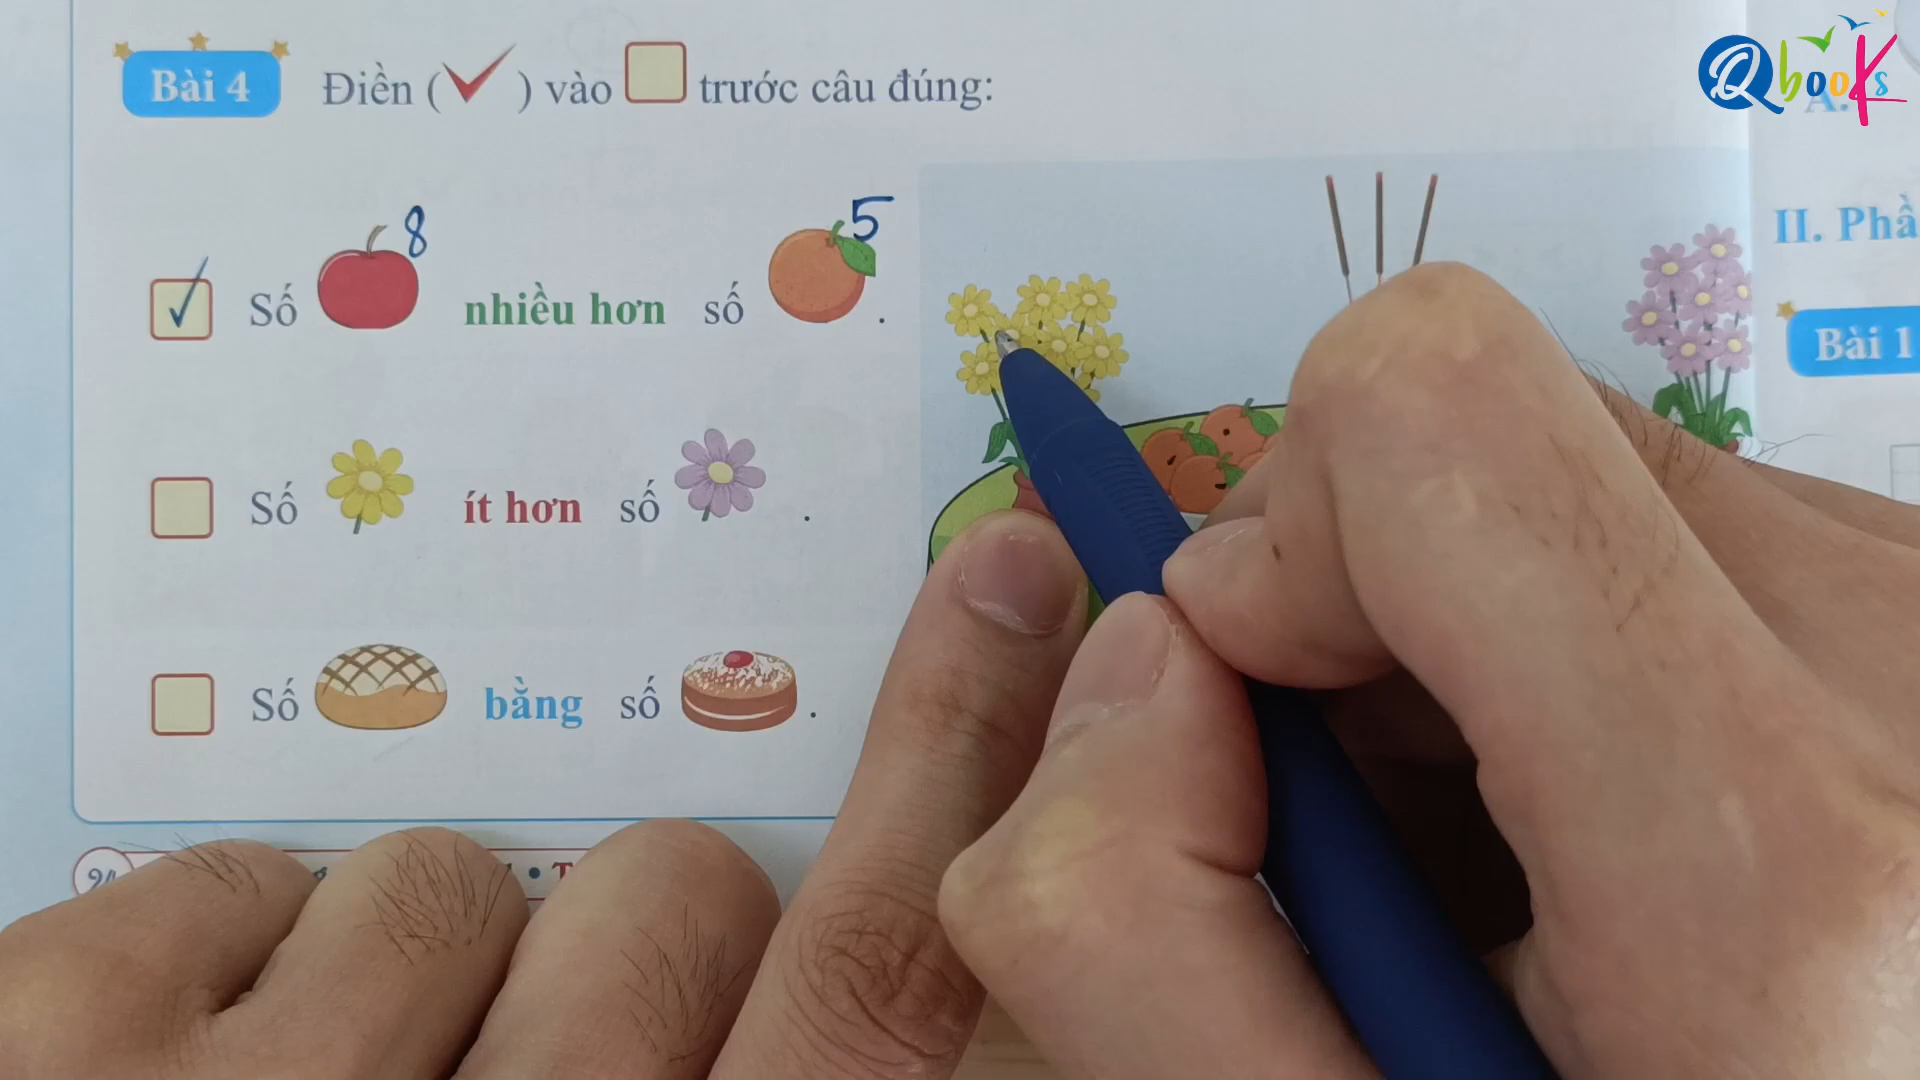 Qbooks
Bài 4 Điền ( ) vào trước câu đúng:
A.
8 5
Số nhiều hơn số .
II. Phầ
Bài 1
Số ít hơn số .
Số bằng số .